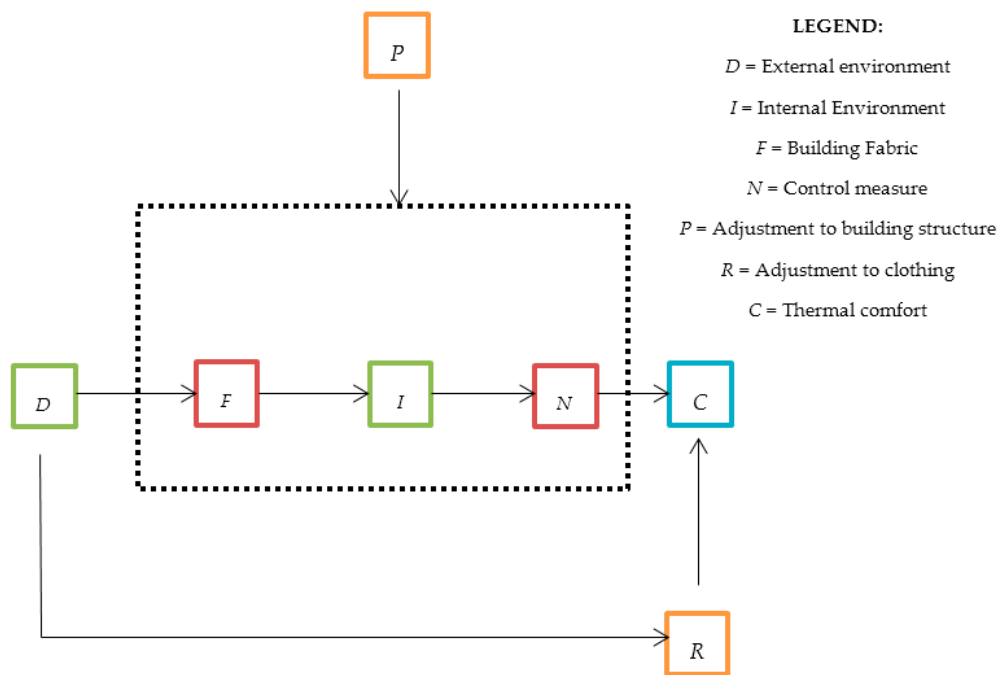 P
LEGEND:
D = External environment
I = Internal Environment
F = Building Fabric
N = Control measure
P = Adjustment to building structure
R = Adjustment to clothing
C = Thermal comfort
D
F
I
N
C
R